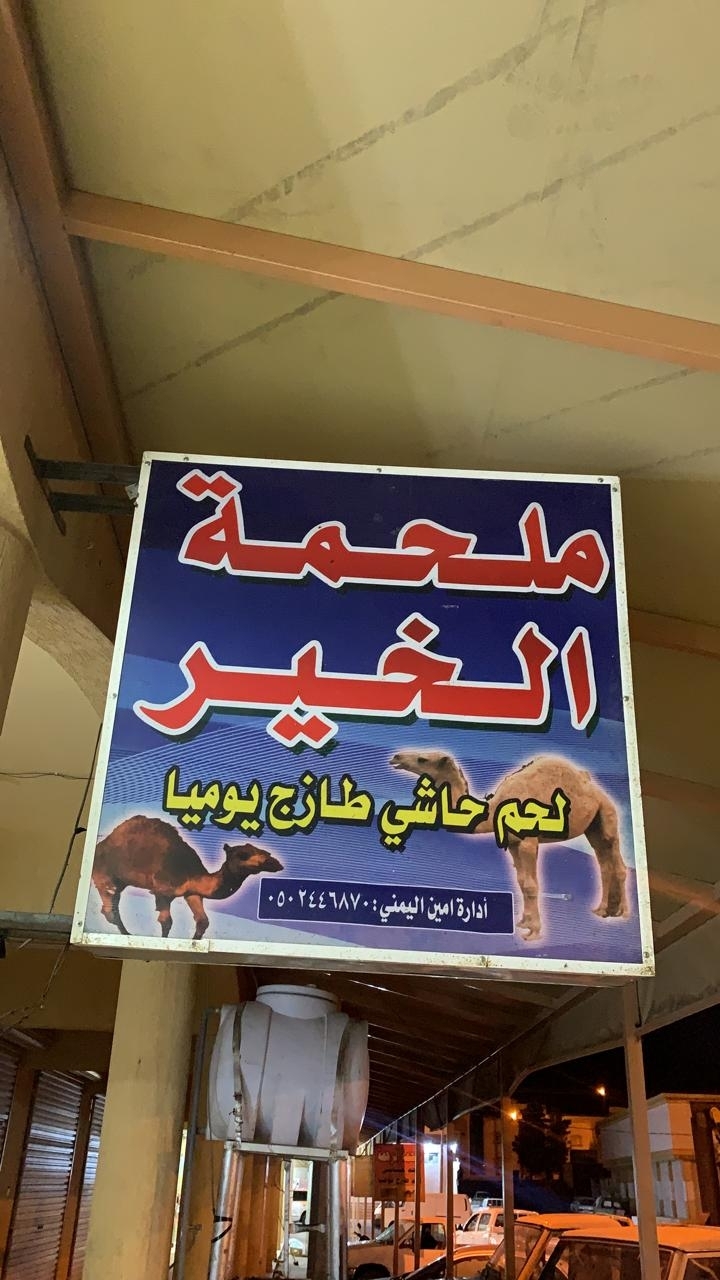 ملحمة
الخير
لحم حاشي طازج يوميا
أدارة امين اليمني: ٠٥٠٢٤٤٦٨٧٠